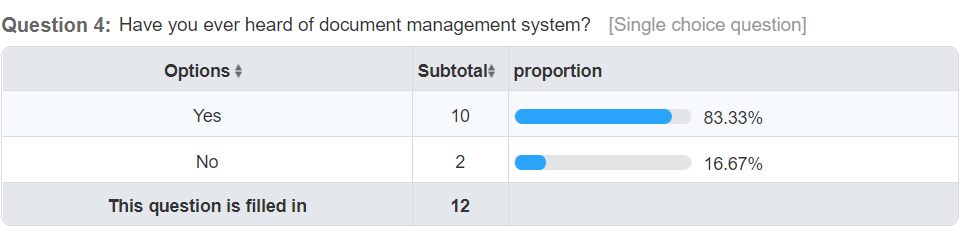 Question 4: Have you ever heard of document management system? [Single choice question]
Options Subtotal proportion
Yes 10 83.33%
No 2 16.67%
This question is filled in 12